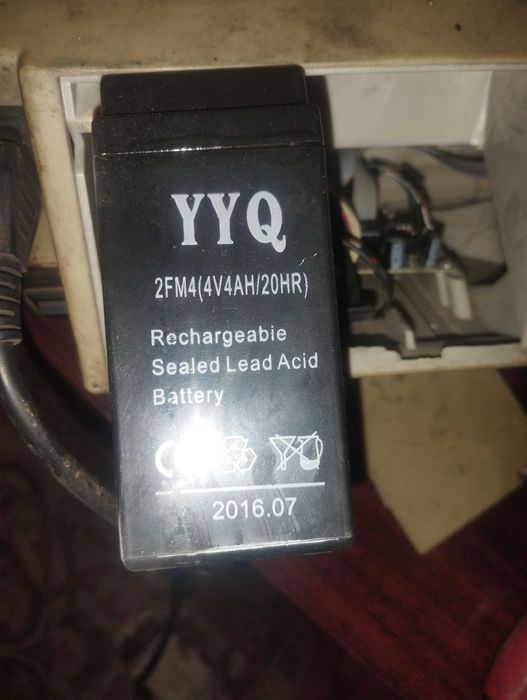 YYQ
2FM4(4V4AH/20HR)
Rechargeabie
Sealed Lead Acid
Battery
2016.07